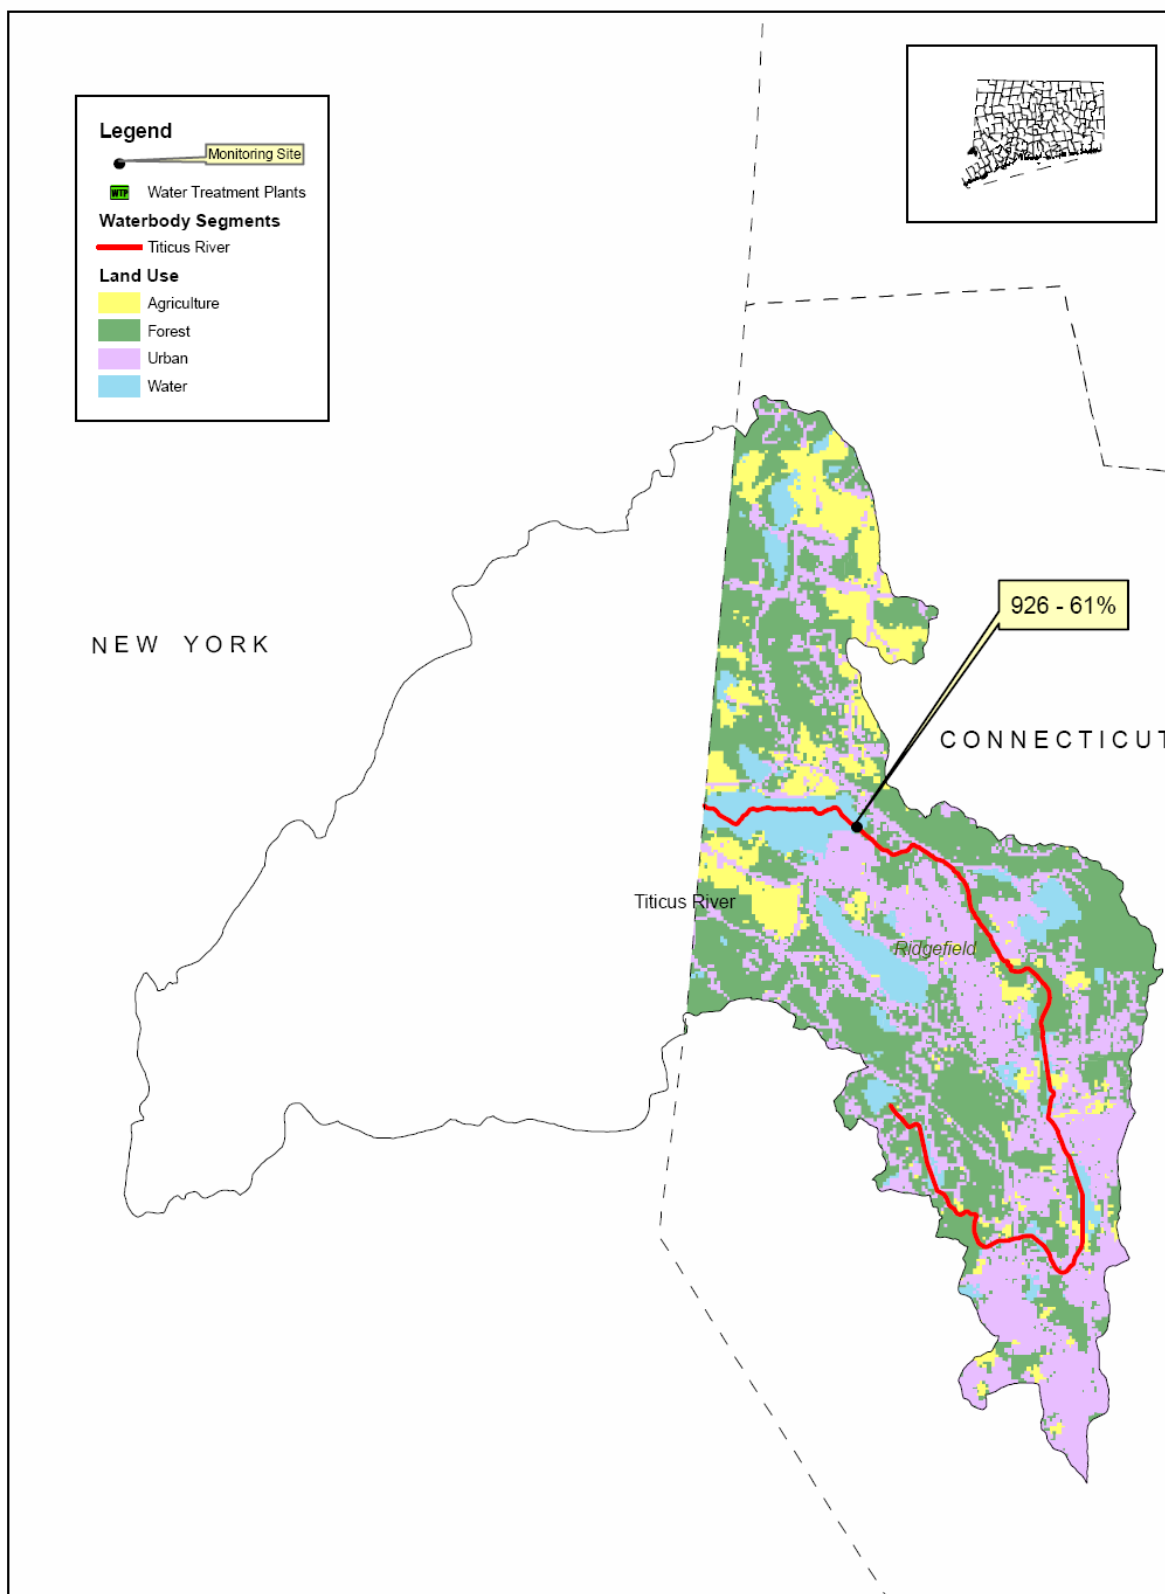 Legend
Monitoring Site
WTP Water Treatment Plants
Waterbody Segments
Titicus River
Land Use
Agriculture
Forest
Urban
Water
926 - 61%
NEW YORK
CONNECTICUT
Titicus River
Ridgefield